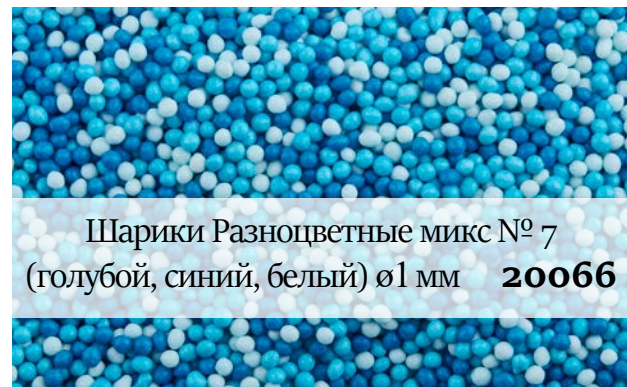 Шарики Разноцветные микс № 7
(голубой, синий, белый) ø1 мм 20066